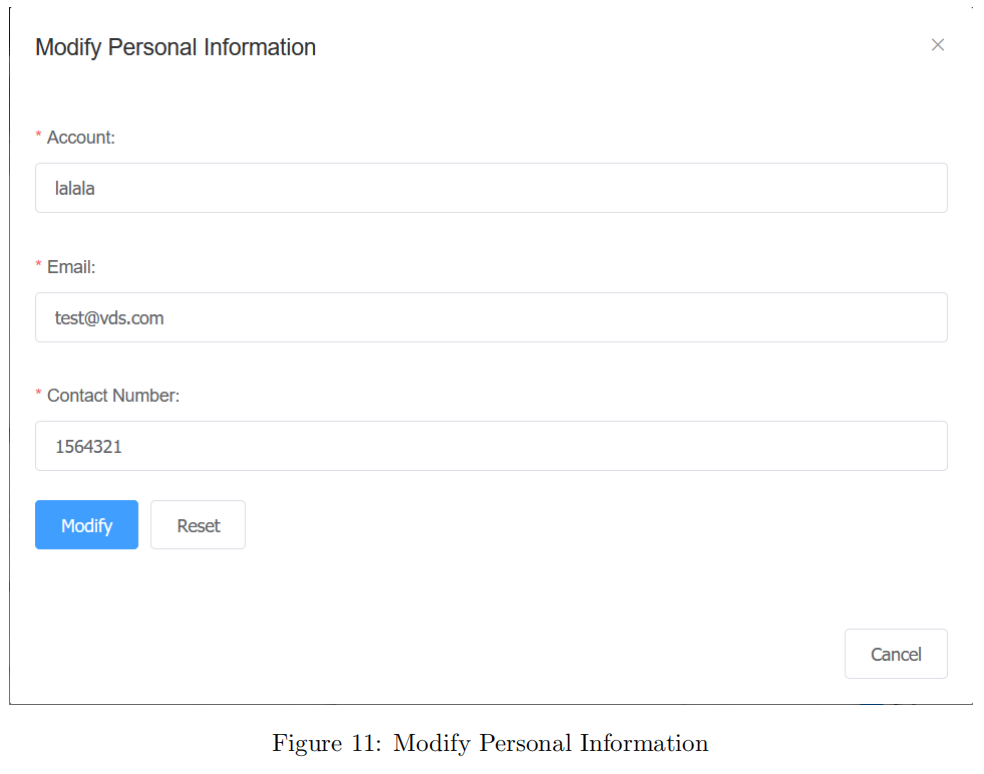 Modify Personal Information
* Account:
lalala
* Email:
test@vds.com
* Contact Number:
1564321
Modify Reset
Cancel
Figure 11: Modify Personal Information